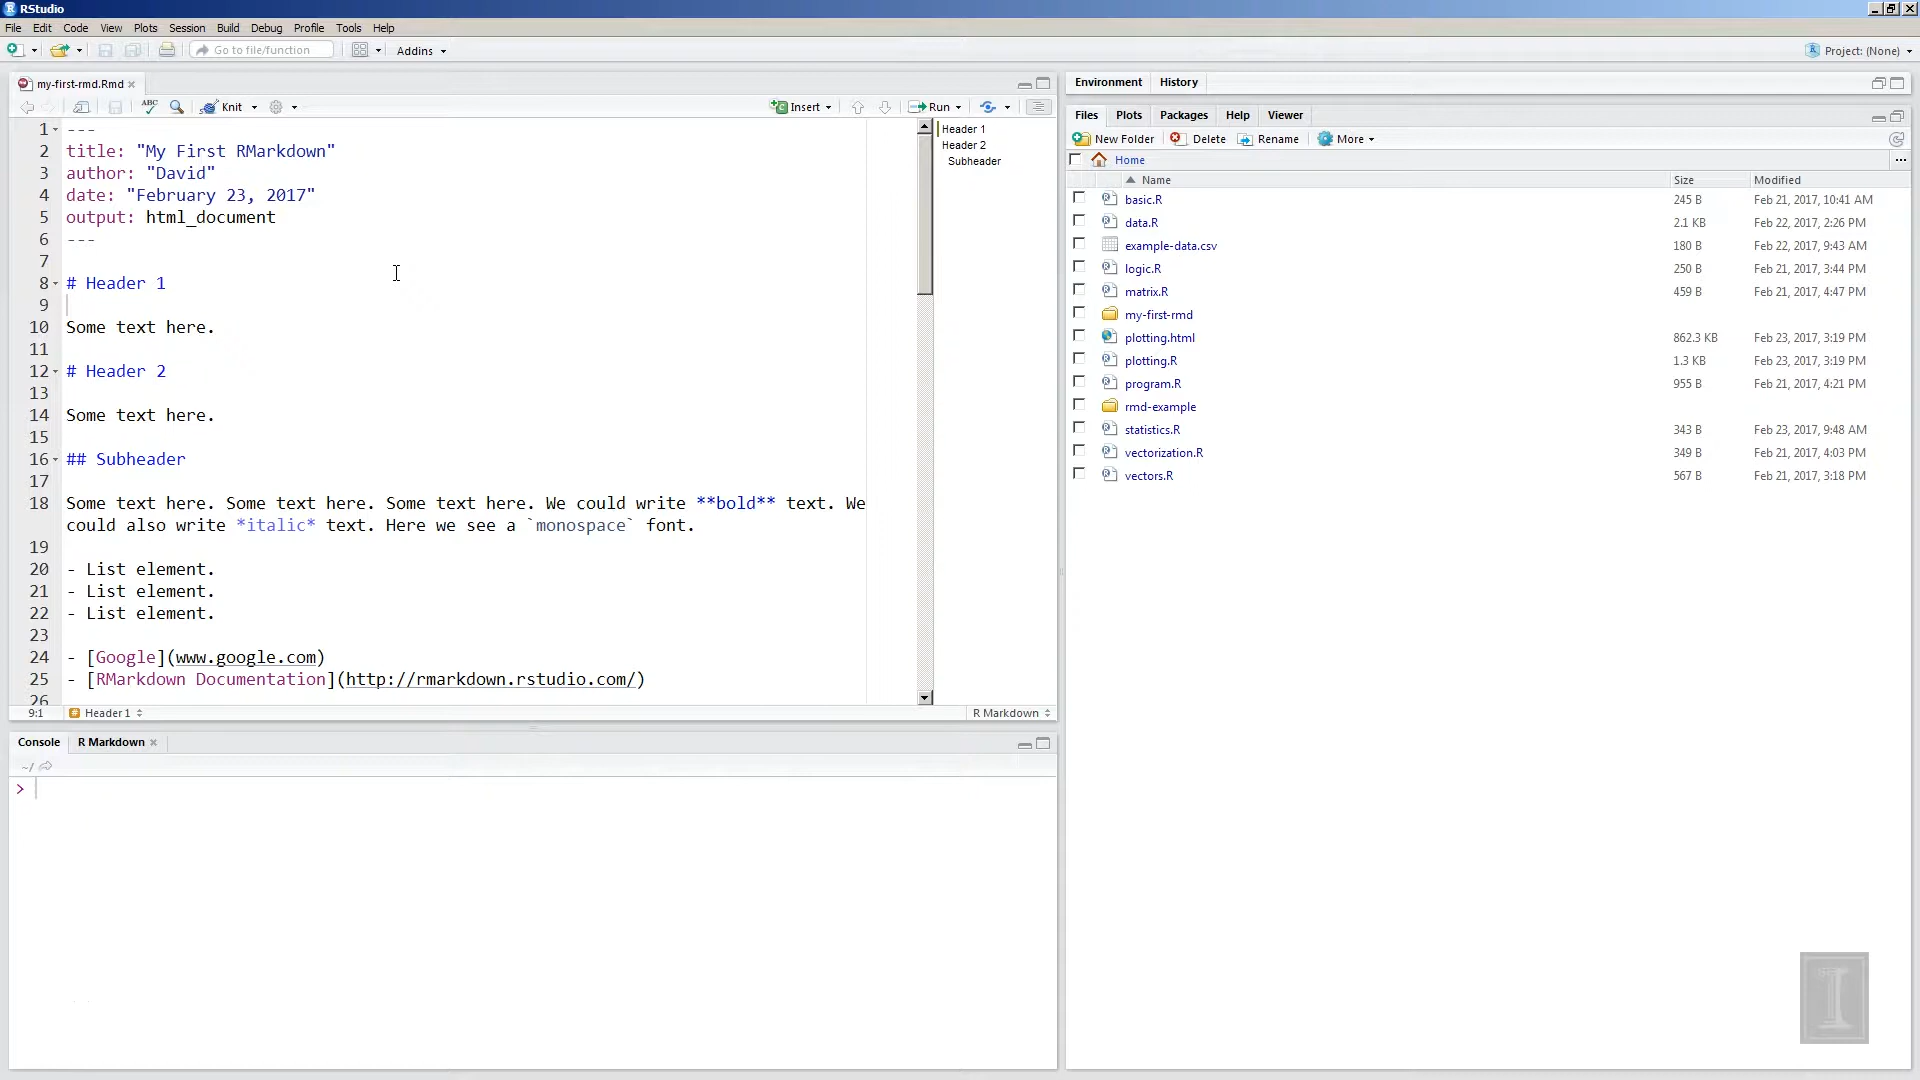 RStudio
File Edit Code View Plots Session Build Debug Profile Tools Help
Go to file/function Addins Project: (None)
my-first-rmd.Rmd
ABC Knit Insert Run
1 ---
2 title: "My First RMarkdown"
3 author: "David"
4 date: "February 23, 2017"
5 output: html_document
6 ---
7
8 # Header 1
9
10 Some text here.
11
12 # Header 2
13
14 Some text here.
15
16 ## Subheader
17
18 Some text here. Some text here. Some text here. We could write **bold** text. We
could also write *italic* text. Here we see a `monospace` font.
19
20 - List element.
21 - List element.
22 - List element.
23
24 - [Google](www.google.com)
25 - [RMarkdown Documentation](http://rmarkdown.rstudio.com/)
26
Header 1
Header 2
Subheader
9:1 # Header 1 R Markdown
Console R Markdown
~/
>
Environment History
Files Plots Packages Help Viewer
New Folder Delete Rename More
Home ...
Name Size Modified
basic.R 245 B Feb 21, 2017, 10:41 AM
data.R 2.1 KB Feb 22, 2017, 2:26 PM
example-data.csv 180 B Feb 22, 2017, 9:43 AM
logic.R 250 B Feb 21, 2017, 3:44 PM
matrix.R 459 B Feb 21, 2017, 4:47 PM
my-first-rmd
plotting.html 862.3 KB Feb 23, 2017, 3:19 PM
plotting.R 1.3 KB Feb 23, 2017, 3:19 PM
program.R 955 B Feb 21, 2017, 4:21 PM
rmd-example
statistics.R 343 B Feb 23, 2017, 9:48 AM
vectorization.R 349 B Feb 21, 2017, 4:03 PM
vectors.R 567 B Feb 21, 2017, 3:18 PM
I